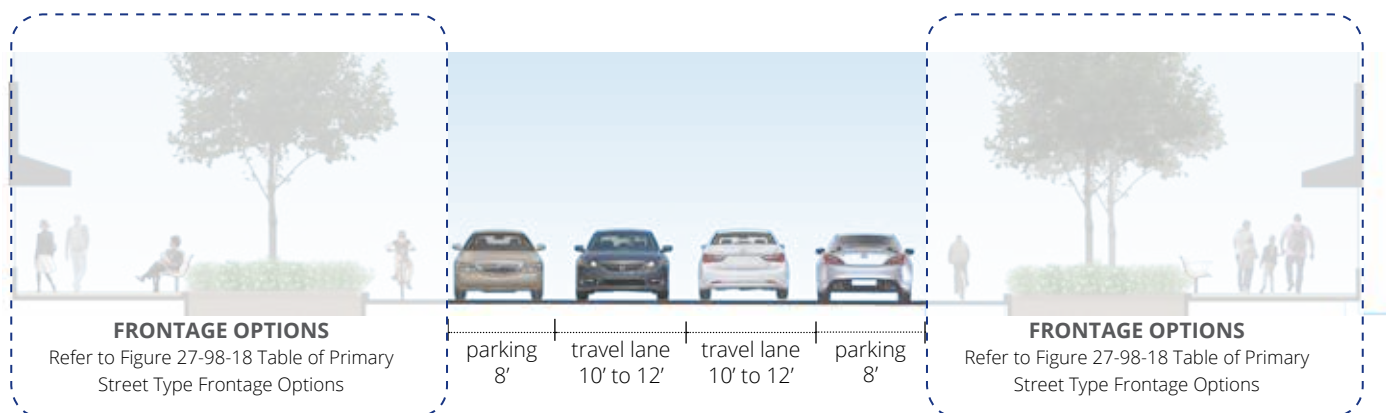 FRONTAGE OPTIONS
Refer to Figure 27-98-18 Table of Primary
Street Type Frontage Options
parking
8’
travel lane
10’ to 12’
travel lane
10’ to 12’
parking
8’
FRONTAGE OPTIONS
Refer to Figure 27-98-18 Table of Primary
Street Type Frontage Options